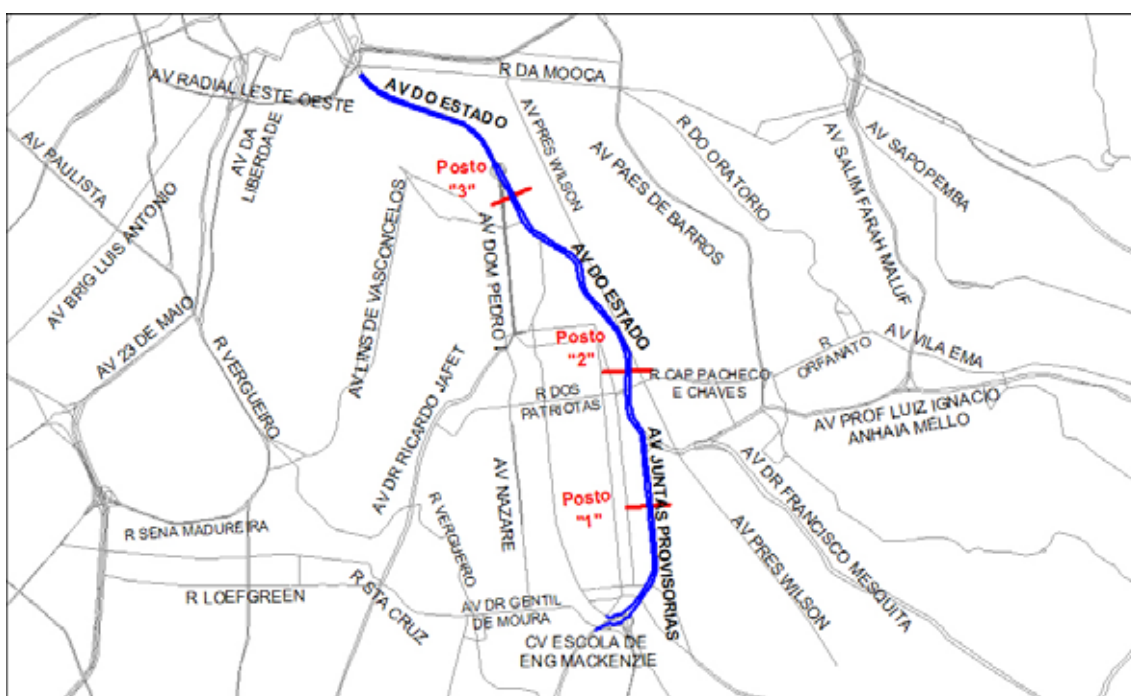 R DA MOOCA
AV RADIAL LESTE OESTE
AV DO ESTADO
AV PRES WILSON
R DO ORATORIO
AV SAPOPEMBA
AV SALIM FARAH MALUF
AV PAES DE BARROS
AV PAULISTA
AV DA
LIBERDADE
AV BRIG LUIS ANTONIO
Posto
"3"
AV LINS DE VASCONCELOS
AV DOM PEDRO I
AV DO ESTADO
AV 23 DE MAIO
R VERGUEIRO
Posto
"2"
R
ORFANATO
AV VILA EMA
R CAP PACHECO
E CHAVES
R DOS
PATRIOTAS
AV DR RICARDO JAFET
AV PROF LUIZ IGNACIO
ANHAIA MELLO
AV JUNTAS PROVISORIAS
AV NAZARE
Posto
"1"
AV DR FRANCISCO MESQUITA
R VERGUEIRO
AV PRES WILSON
R SENA MADUREIRA
R LOEFGREEN
R STA CRUZ
AV DR GENTIL
DE MOURA
CV ESCOLA DE
ENG MACKENZIE